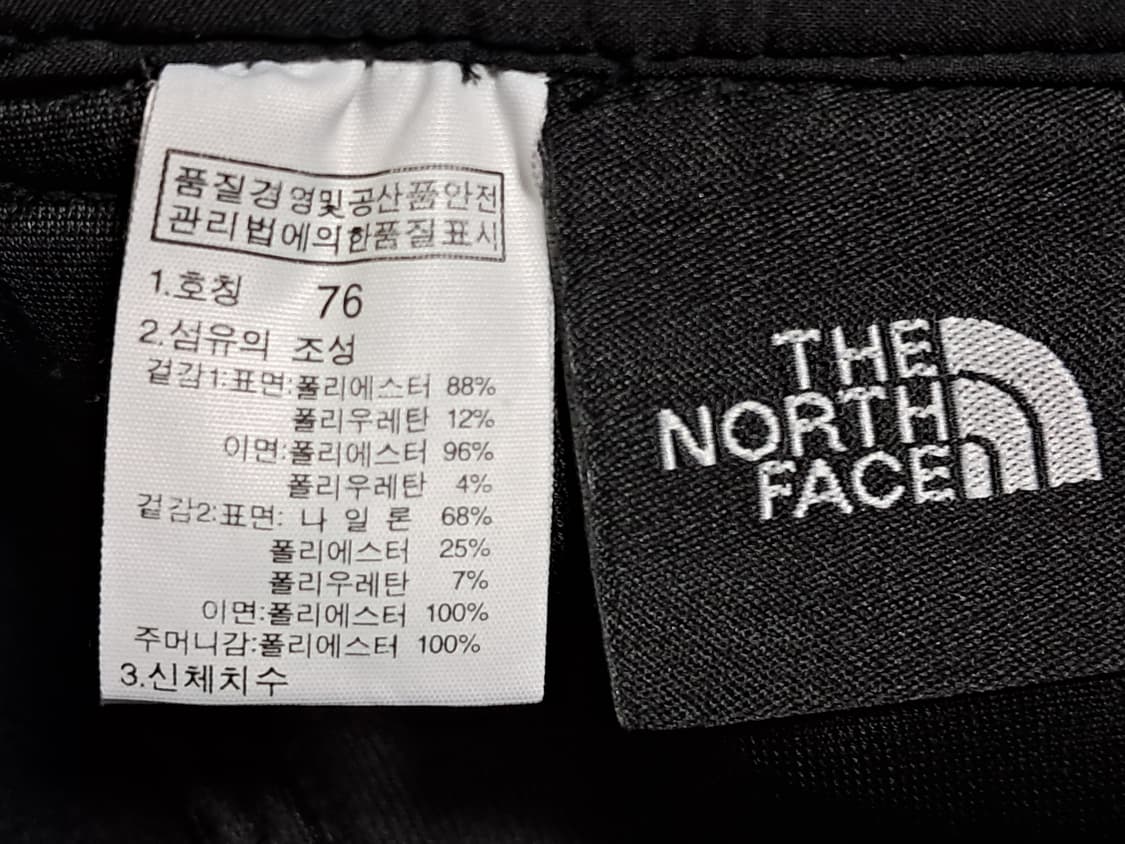 품질경영및공산품안전
관리법에의한품질표시
1.호칭 76
2.섬유의 조성
겉감1:표면:폴리에스터 88%
폴리우레탄 12%
이면:폴리에스터 96%
폴리우레탄 4%
겉감2:표면: 나 일 론 68%
폴리에스터 25%
폴리우레탄 7%
이면:폴리에스터 100%
주머니감:폴리에스터 100%
3.신체치수
THE
NORTH
FACE